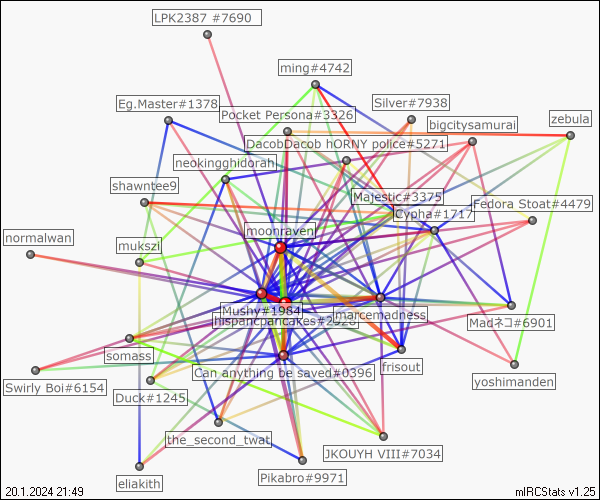 LPK2387 #7690
ming#4742
Eg.Master#1378
Silver#7938
Pocket Persona#3326
zebula
bigcitysamurai
DacobDacob hORNY police#5271
neokingghidorah
shawntee9
Majestic#3375
Fedora Stoat#4479
Cypha#1717
moonraven
normalwan
mukszi
Mushy#1984
marcemadness
hispancpancakes#2928
Madネコ#6901
somass
frisout
Can anything be saved#0396
yoshimanden
Swirly Boi#6154
Duck#1245
the_second_twat
JKOUYH VIII#7034
Pikabro#9971
eliakith
20.1.2024 21:49
mIRCStats v1.25